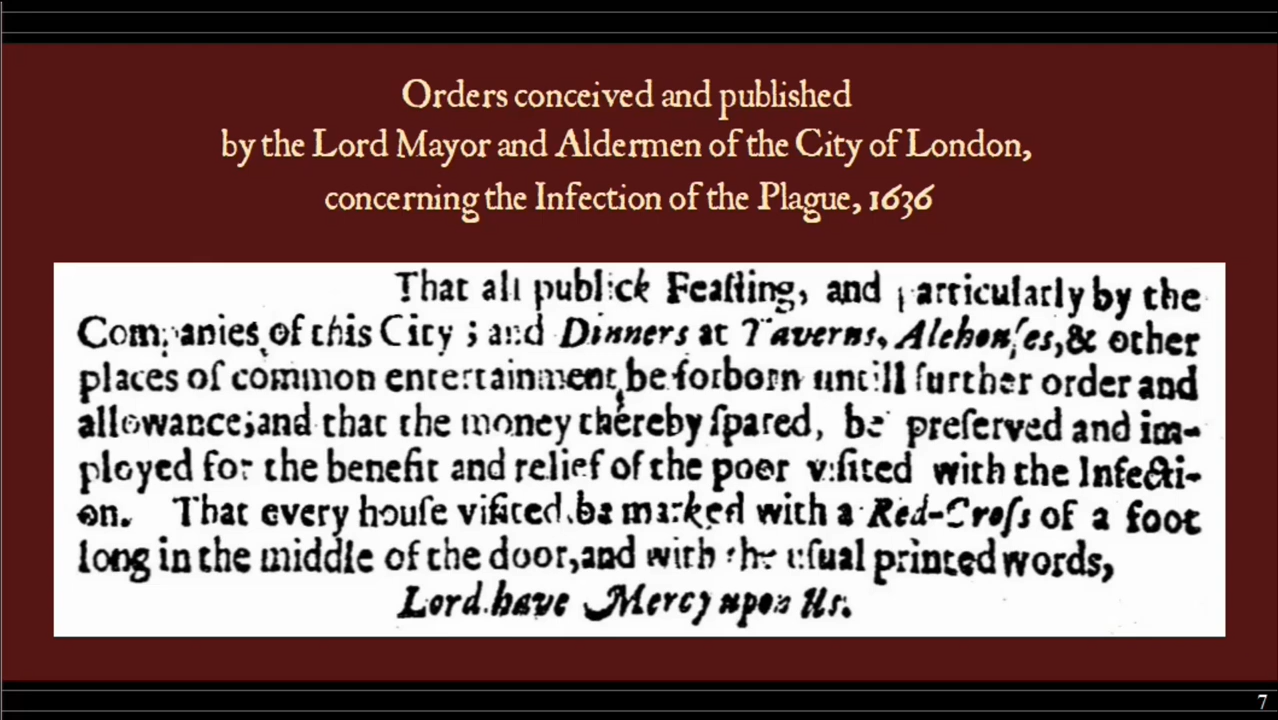 Orders conceived and published
by the Lord Mayor and Aldermen of the City of London,
concerning the Infection of the Plague, 1636
That all publick Feaſting, and particularly by the
Companies of this City ; and Dinners at Taverns, Alehouſes, & other
places of common entertainment be forborn untill further order and
allowance; and that the money thereby ſpared, be preſerved and im-
ployed for the benefit and relief of the poor viſited with the Infecti-
on. That every houſe viſited be marked with a Red-Croſs of a foot
long in the middle of the door, and with the uſual printed words,
Lord have Mercy upon Us.
7